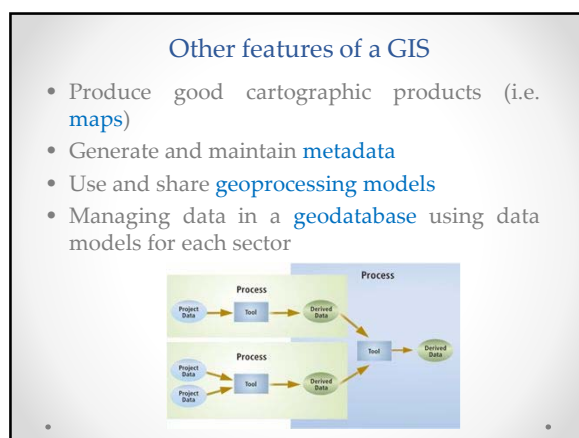 Other features of a GIS
• Produce good cartographic products (i.e.
maps)
• Generate and maintain metadata
• Use and share geoprocessing models
• Managing data in a geodatabase using data
models for each sector
Process
Process
Project
Data
Tool
Derived
Data
Process
Project
Data
Project
Data
Tool
Derived
Data
Tool
Derived
Data